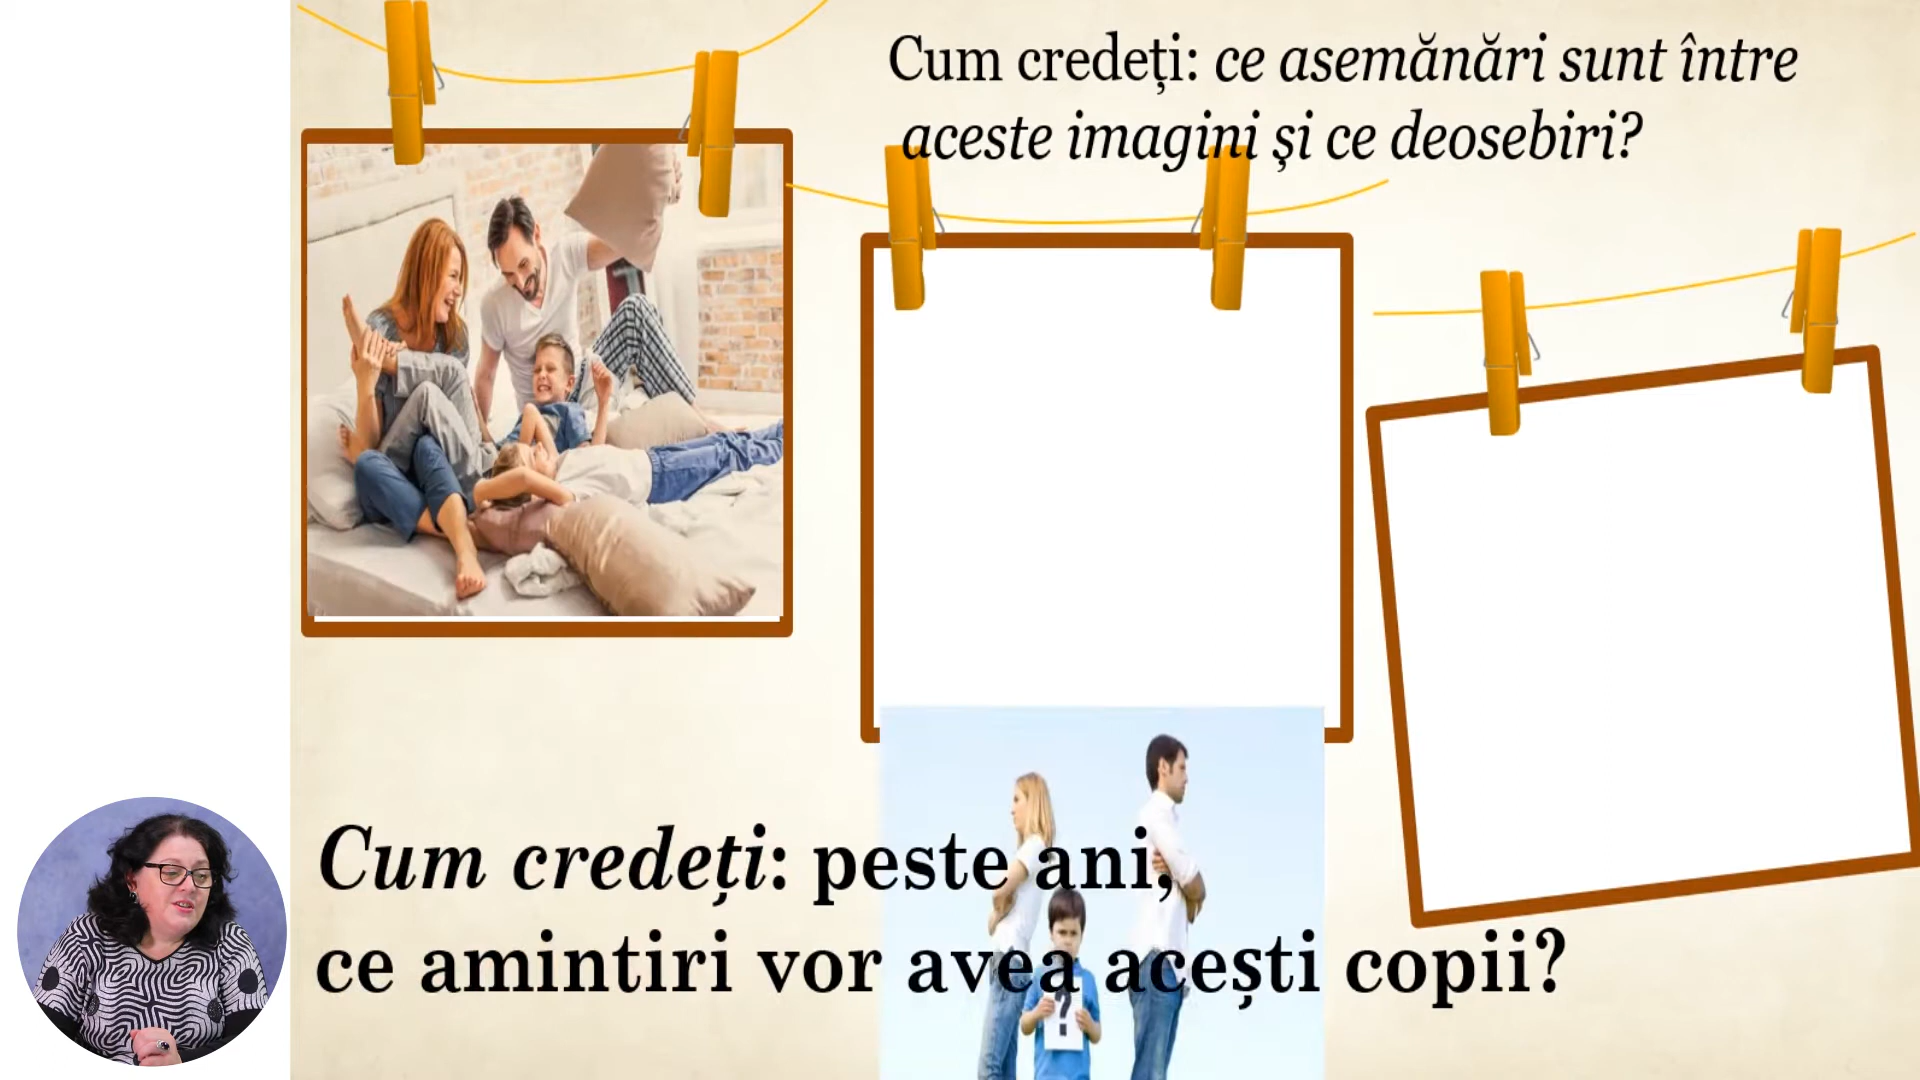 Cum credeți: ce asemănări sunt între
aceste imagini și ce deosebiri?
Cum credeți: peste ani,
ce amintiri vor avea acești copii?
?